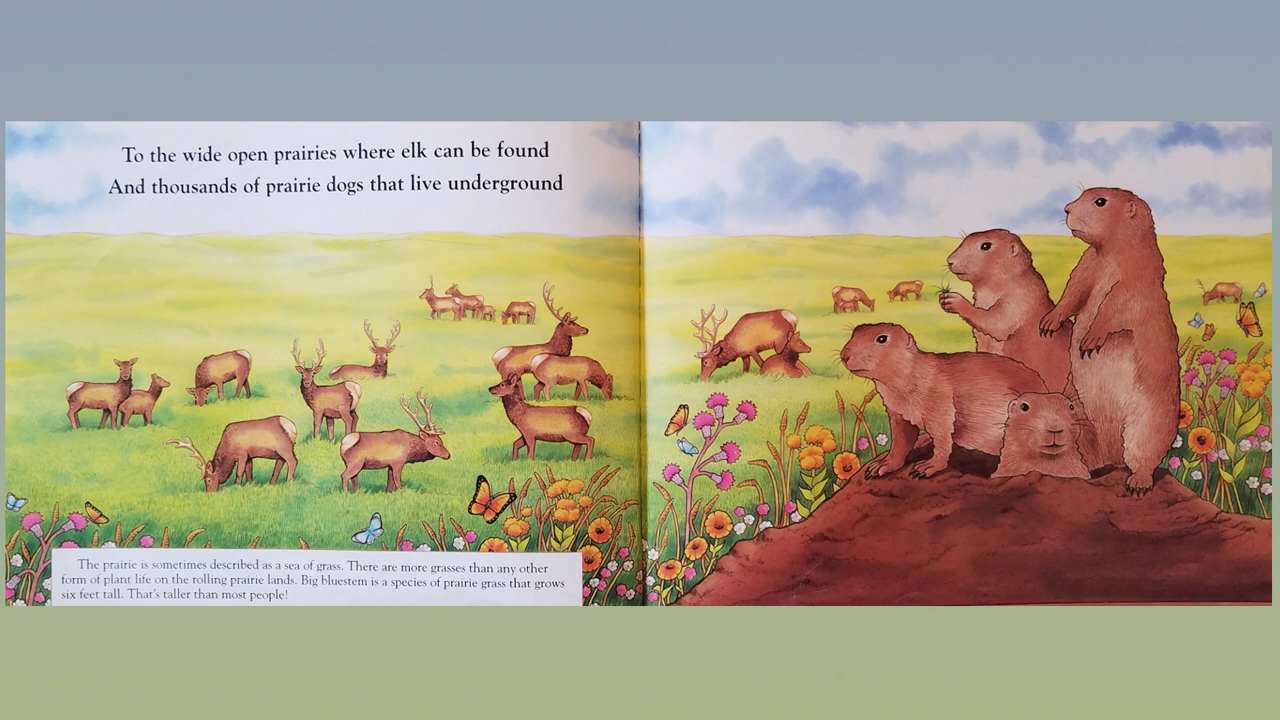 To the wide open prairies where elk can be found
And thousands of prairie dogs that live underground
The prairie is sometimes described as a sea of grass. There are more grasses than any other
form of plant life on the rolling prairie lands. Big bluestem is a species of prairie grass that grows
six feet tall. That's taller than most people!